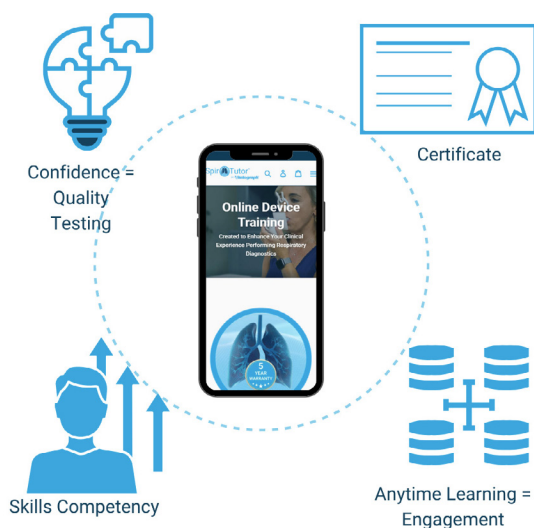 Confidence =
Quality
Testing
Certificate
Online Device
Training
Created to Enhance Your Clinical
Experience Performing Respiratory
Diagnostics
5
YEAR
WARRANTY
Skills Competency
Anytime Learning =
Engagement